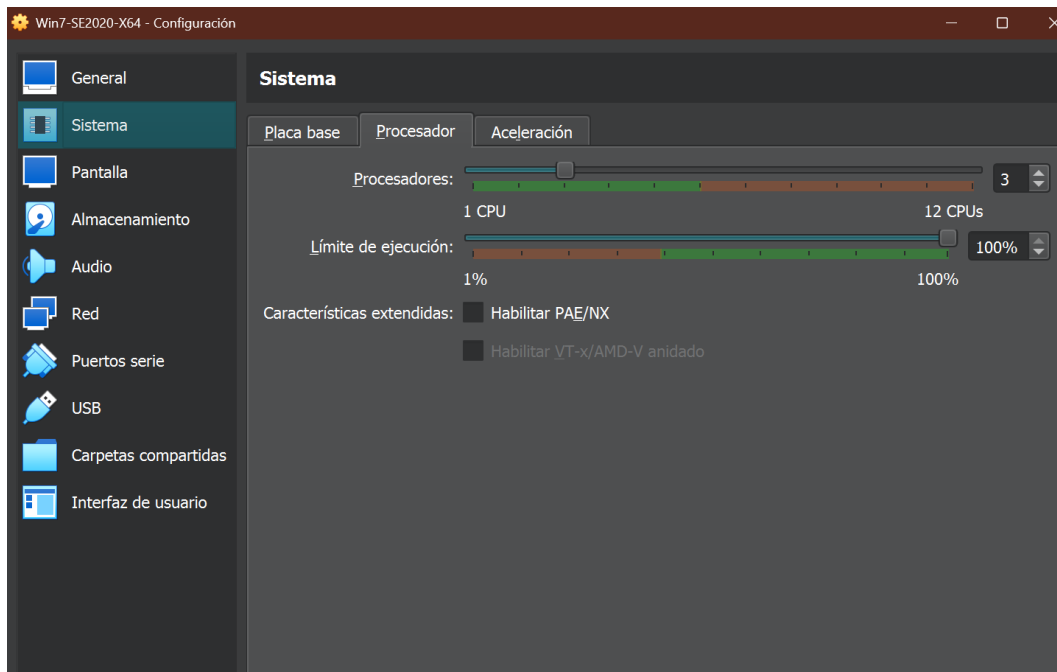 Win7-SE2020-X64 - Configuración
General
Sistema
Pantalla
Almacenamiento
Audio
Red
Puertos serie
USB
Carpetas compartidas
Interfaz de usuario
Sistema
Placa base Procesador Aceleración
Procesadores: 3
1 CPU 12 CPUs
Límite de ejecución: 100%
1% 100%
Características extendidas: Habilitar PAE/NX
Habilitar VT-x/AMD-V anidado